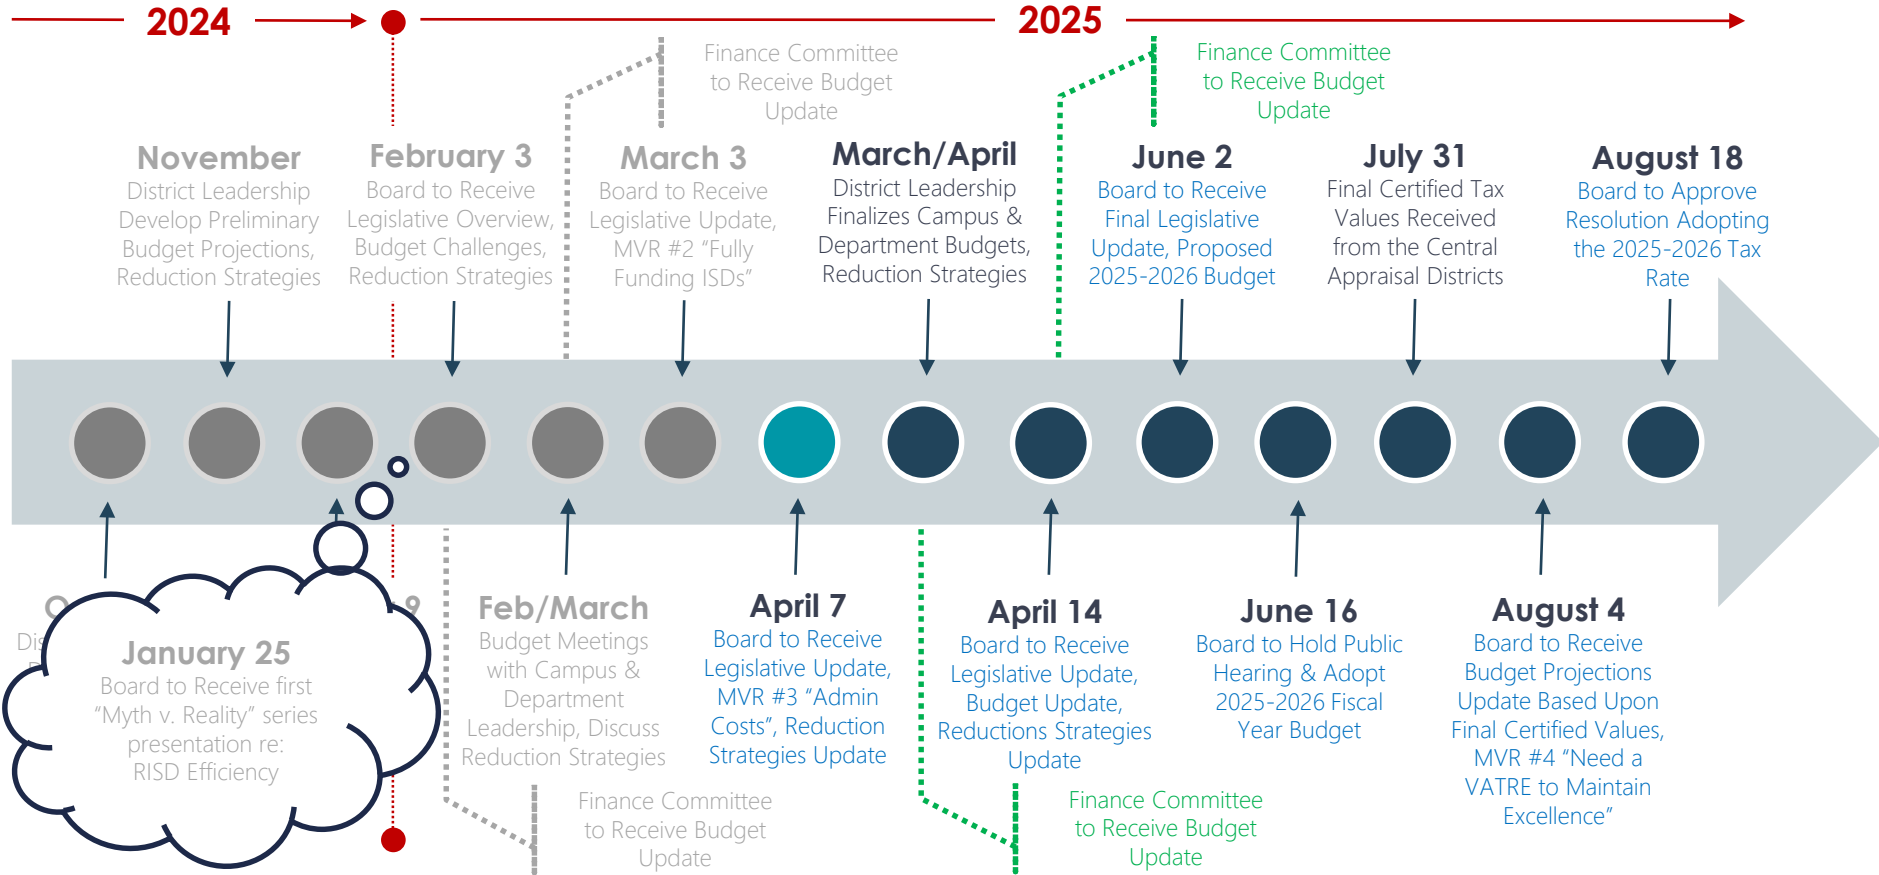 2024
2025
Finance Committee
to Receive Budget
Update
Finance Committee
to Receive Budget
Update
November
District Leadership
Develop Preliminary
Budget Projections,
Reduction Strategies
February 3
Board to Receive
Legislative Overview,
Budget Challenges,
Reduction Strategies
March 3
Board to Receive
Legislative Update,
MVR #2 “Fully
Funding ISDs”
March/April
District Leadership
Finalizes Campus &
Department Budgets,
Reduction Strategies
June 2
Board to Receive
Final Legislative
Update, Proposed
2025-2026 Budget
July 31
Final Certified Tax
Values Received
from the Central
Appraisal Districts
August 18
Board to Approve
Resolution Adopting
the 2025-2026 Tax
Rate
January 25
Board to Receive first
“Myth v. Reality” series
presentation re:
RISD Efficiency
Feb/March
Budget Meetings
with Campus &
Department
Leadership, Discuss
Reduction Strategies
April 7
Board to Receive
Legislative Update,
MVR #3 “Admin
Costs”, Reduction
Strategies Update
April 14
Board to Receive
Legislative Update,
Budget Update,
Reductions Strategies
Update
June 16
Board to Hold Public
Hearing & Adopt
2025-2026 Fiscal
Year Budget
August 4
Board to Receive
Budget Projections
Update Based Upon
Final Certified Values,
MVR #4 “Need a
VATRE to Maintain
Excellence”
Finance Committee
to Receive Budget
Update
Finance Committee
to Receive Budget
Update